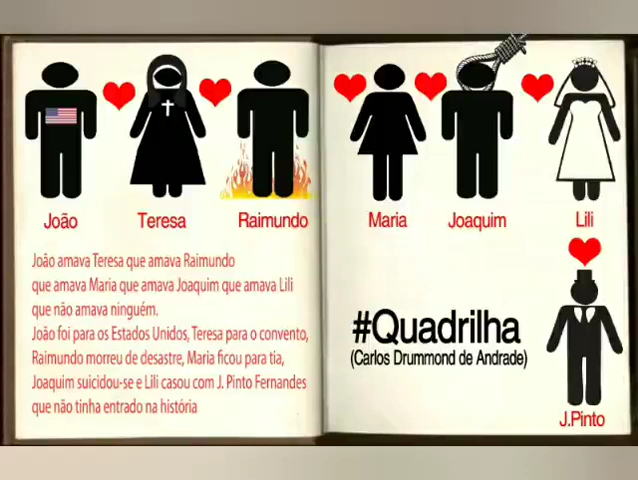 João
Teresa
Raimundo
Maria
Joaquim
Lili
João amava Teresa que amava Raimundo
que amava Maria que amava Joaquim que amava Lili
que não amava ninguém.
João foi para os Estados Unidos, Teresa para o convento,
Raimundo morreu de desastre, Maria ficou para tia,
Joaquim suicidou-se e Lili casou com J. Pinto Fernandes
que não tinha entrado na história
#Quadrilha
(Carlos Drummond de Andrade)
J.Pinto